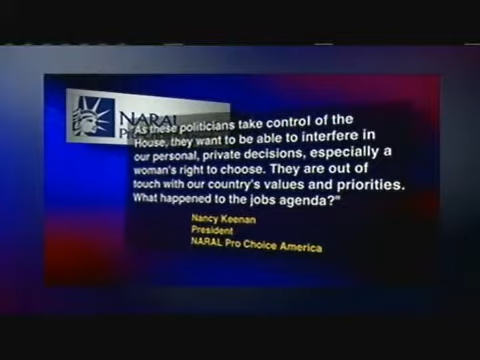 NARAL
"As these politicians take control of the
House, they want to be able to interfere in
our personal, private decisions, especially a
woman's right to choose. They are out of
touch with our country's values and priorities.
What happened to the jobs agenda?"
Nancy Keenan
President
NARAL Pro Choice America